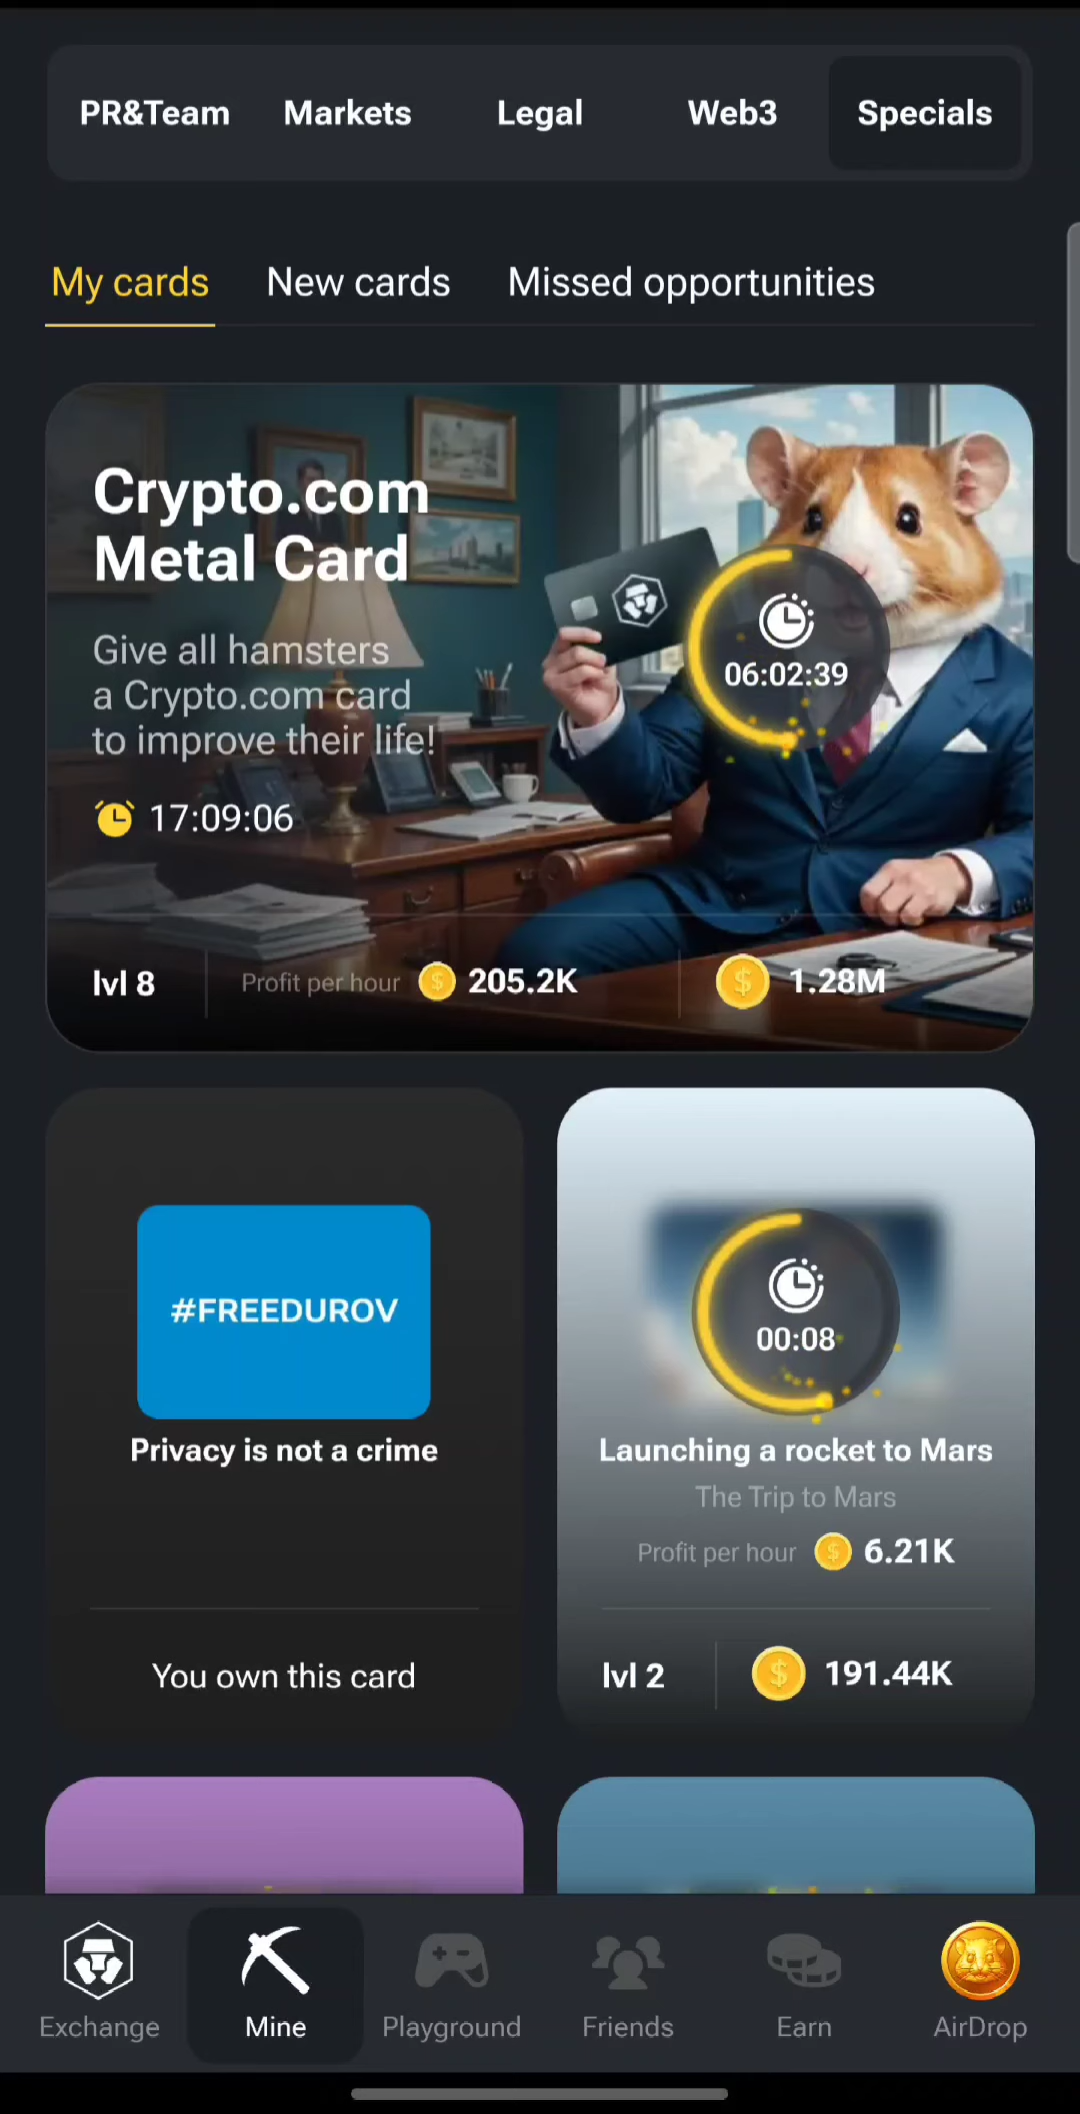 PR&Team Markets Legal Web3 Specials
My cards New cards Missed opportunities
Crypto.com
Metal Card
Give all hamsters
a Crypto.com card
to improve their life!
06:02:39
17:09:06
lvl 8 Profit per hour 205.2K 1.28M
#FREEDUROV
Privacy is not a crime
You own this card
00:08
Launching a rocket to Mars
The Trip to Mars
Profit per hour 6.21K
lvl 2 191.44K
Exchange Mine Playground Friends Earn AirDrop